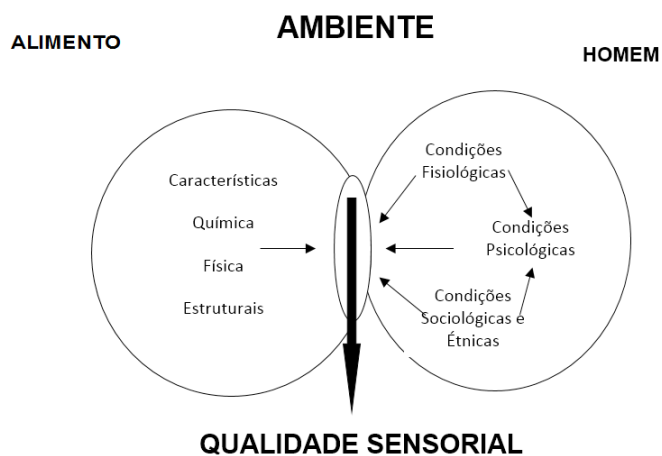 AMBIENTE
ALIMENTO
HOMEM
Características
Química
Física
Estruturais
Condições
Fisiológicas
Condições
Psicológicas
Condições
Sociológicas e
Étnicas
QUALIDADE SENSORIAL